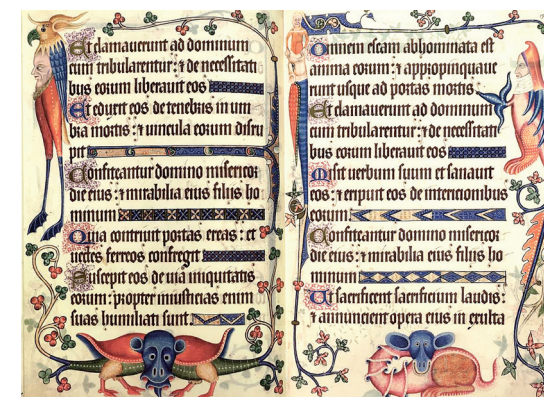 Et clamauerunt ad dominum
cum tribularentur: ⁊ de necessitati
bus eorum liberauit eos
Et eduxit eos de tenebris in um
bra mortis: ⁊ uincula eorum disru
pit
Confiteantur domino misericor
die eius: ⁊ mirabilia eius filiis ho
minum
Quia contriuit portas ereas: et
uectes ferreos confregit
Suscepit eos de uia iniquitatis
eorum: propter iniusticias enim
suas humiliati sunt
Omnem escam abhominata est
anima eorum: ⁊ appropinquaue
runt usque ad portas mortis
Et clamauerunt ad dominum
cum tribularentur: ⁊ de necessitati
bus eorum liberauit eos
Misit uerbum suum et sanauit
eos: ⁊ eripuit eos de interitionibus
eorum
Confiteantur domino misericor
die eius: ⁊ mirabilia eius filiis ho
minum
Et sacrificent sacrificium laudis:
⁊ annuncient opera eius in exulta